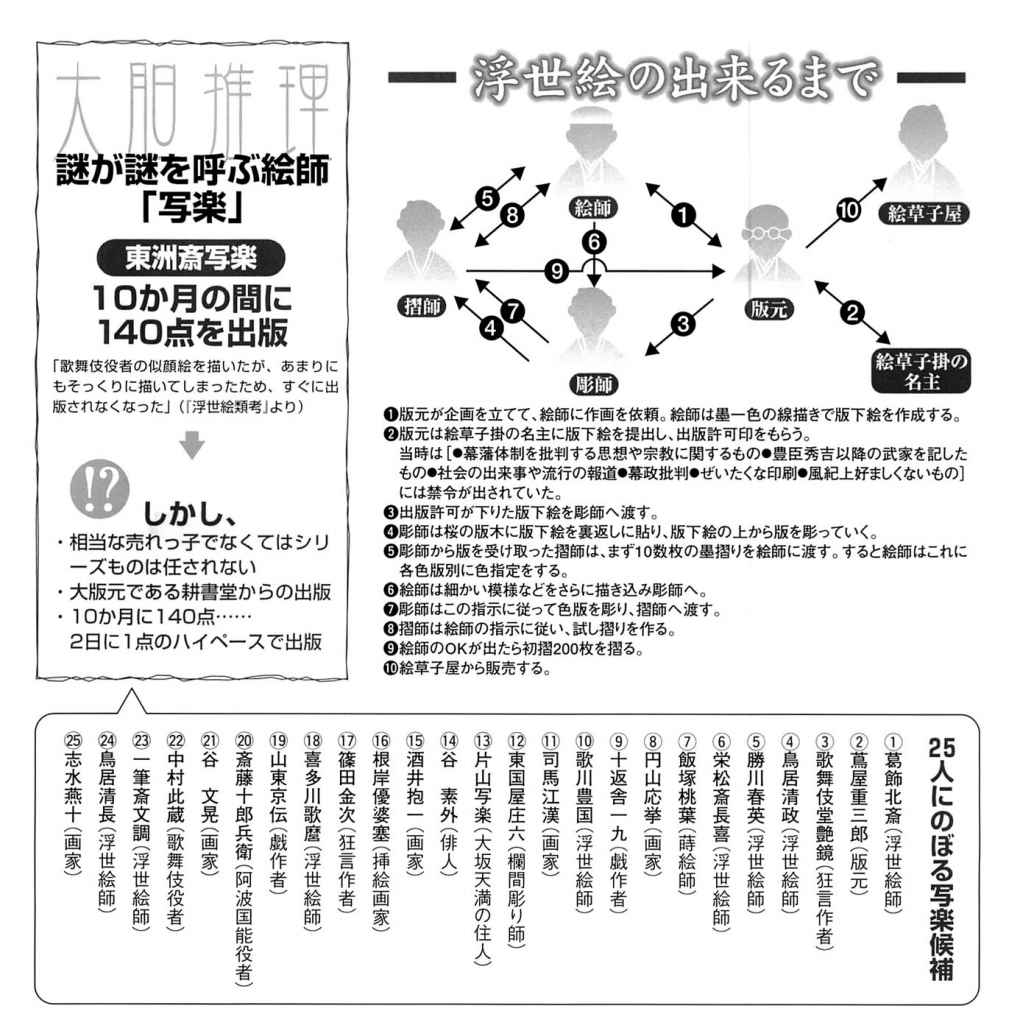 大胆推理
謎が謎を呼ぶ絵師
「写楽」
東洲斎写楽
10か月の間に
140点を出版
「歌舞伎役者の似顔絵を描いたが、あまりに
もそっくりに描いてしまったため、すぐに出
版されなくなった」(『浮世絵類考』より)
!?
しかし、
・相当な売れっ子でなくてはシリ
ーズものは任されない
・大版元である耕書堂からの出版
・10か月に140点……
2日に1点のハイペースで出版
浮世絵の出来るまで
絵師
絵草子屋
摺師
版元
彫師
絵草子掛の
名主
❺
❽
❶
❿
❻
❾
❼
❹
❸
❷
❶版元が企画を立てて、絵師に作画を依頼。絵師は墨一色の線描きで版下絵を作成する。
❷版元は絵草子掛の名主に版下絵を提出し、出版許可印をもらう。
当時は[●幕藩体制を批判する思想や宗教に関するもの●豊臣秀吉以降の武家を記した
もの●社会の出来事や流行の報道●幕政批判●ぜいたくな印刷●風紀上好ましくないもの]
には禁令が出されていた。
❸出版許可が下りた版下絵を彫師へ渡す。
❹彫師は桜の版木に版下絵を裏返しに貼り、版下絵の上から版を彫っていく。
❺彫師から版を受け取った摺師は、まず10数枚の墨摺りを絵師に渡す。すると絵師はこれに
各色版別に色指定をする。
❻絵師は細かい模様などをさらに描き込み彫師へ。
❼彫師はこの指示に従って色版を彫り、摺師へ渡す。
❽摺師は絵師の指示に従い、試し摺りを作る。
❾絵師のOKが出たら初摺200枚を摺る。
❿絵草子屋から販売する。
25人にのぼる写楽候補
①葛飾北斎(浮世絵師)
②蔦屋重三郎(版元)
③歌舞伎堂艶鏡(狂言作者)
④鳥居清政(浮世絵師)
⑤勝川春英(浮世絵師)
⑥栄松斎長喜(浮世絵師)
⑦飯塚桃葉(蒔絵師)
⑧円山応挙(画家)
⑨十返舎一九(戯作者)
⑩歌川豊国(浮世絵師)
⑪司馬江漢(画家)
⑫東国屋庄六(欄間彫り師)
⑬片山写楽(大坂天満の住人)
⑭谷 素外(俳人)
⑮酒井抱一(画家)
⑯根岸優婆塞(挿絵画家)
⑰篠田金次(狂言作者)
⑱喜多川歌麿(浮世絵師)
⑲山東京伝(戯作者)
⑳斎藤十郎兵衛(阿波国能役者)
㉑谷 文晁(画家)
㉒中村此蔵(歌舞伎役者)
㉓一筆斎文調(浮世絵師)
㉔鳥居清長(浮世絵師)
㉕志水燕十(画家)